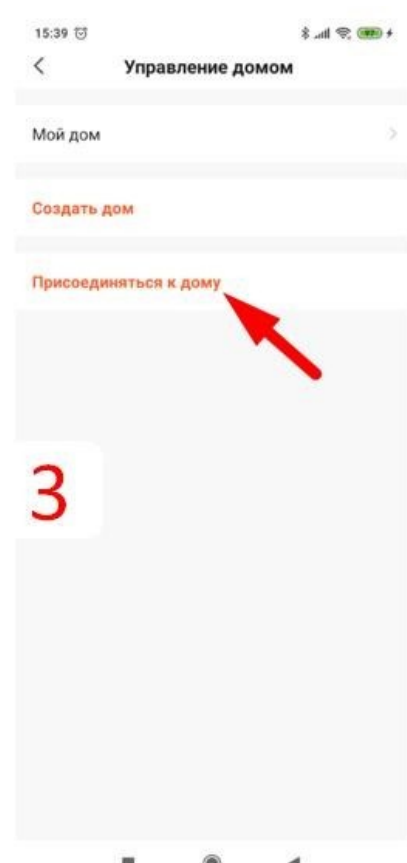 15:39
Управление домом
Мой дом
Создать дом
Присоединяться к дому
3